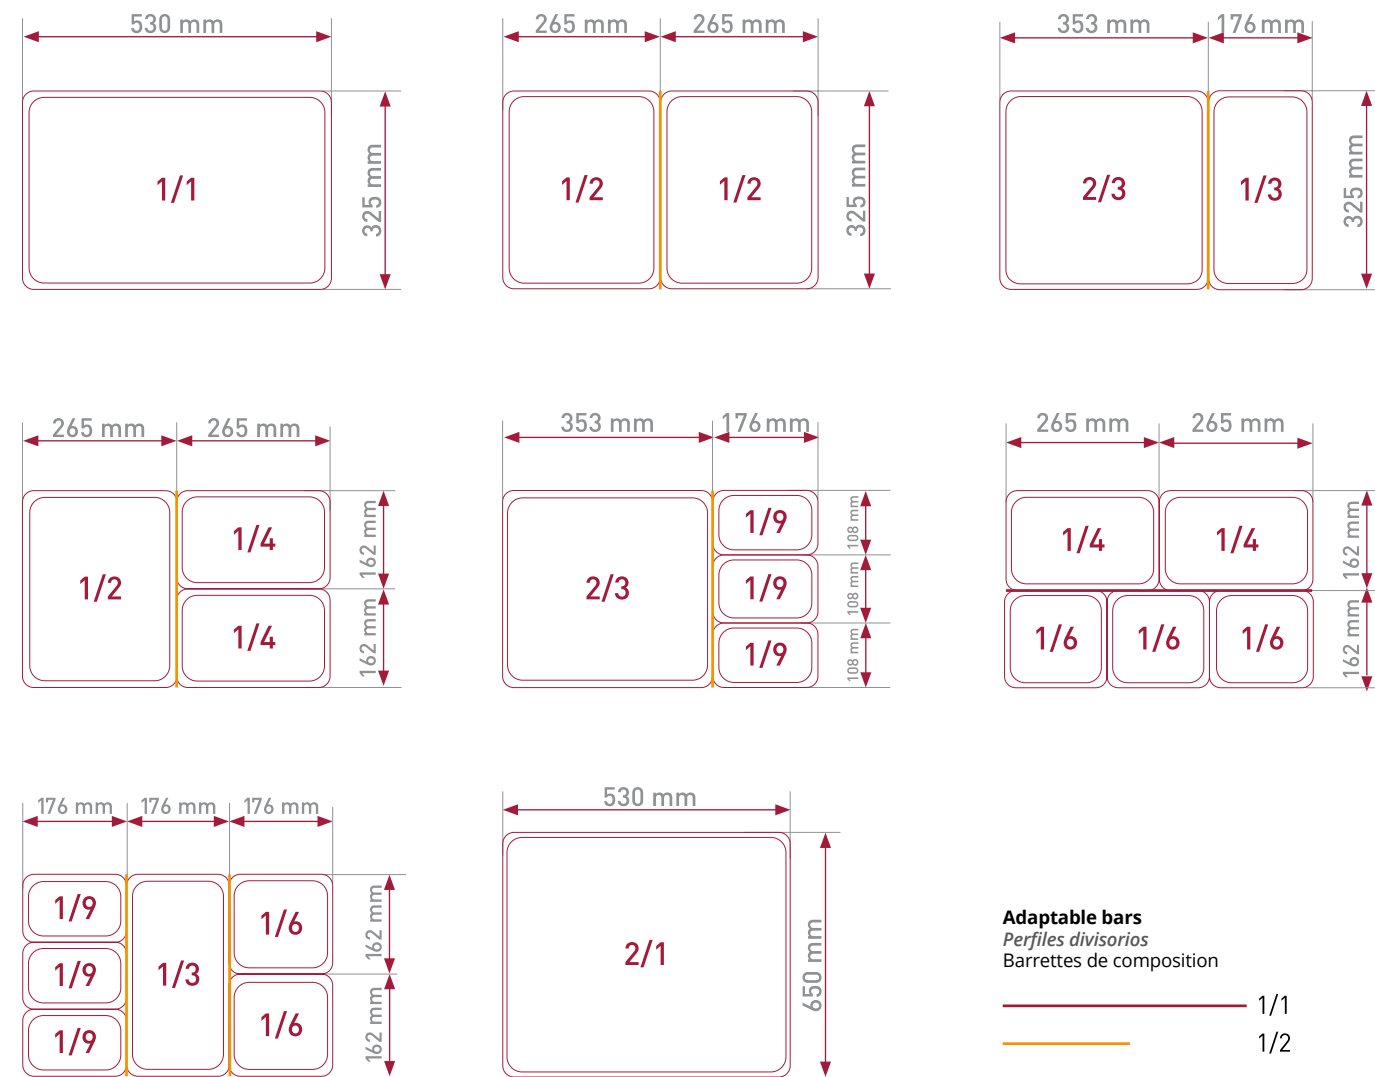 530 mm
265 mm 265 mm
353 mm 176 mm
1/1
325 mm
1/2 1/2
325 mm
2/3 1/3
325 mm
265 mm 265 mm
353 mm 176 mm
265 mm 265 mm
1/2
1/4
162 mm
1/4
162 mm
2/3
1/9
108 mm
1/9
108 mm
1/9
108 mm
1/4 1/4
162 mm
1/6 1/6 1/6
162 mm
176 mm 176 mm 176 mm
530 mm
1/9
1/9
1/9
1/3
1/6
162 mm
1/6
162 mm
2/1
650 mm
Adaptable bars
Perfiles divisorios
Barrettes de composition
1/1
1/2